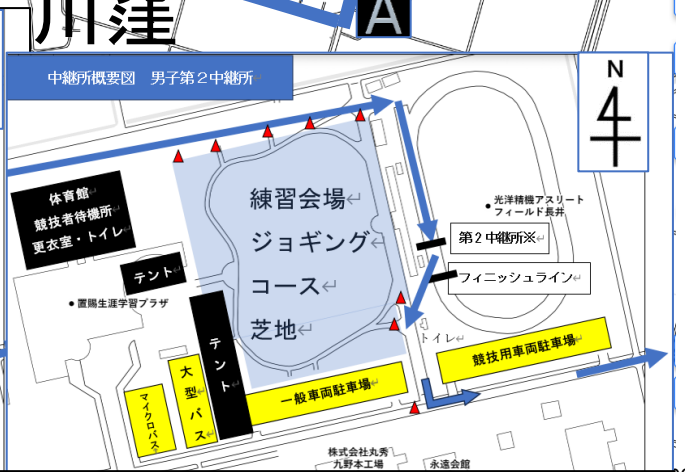 川窪
A
中継所概要図　男子第２中継所
N
体育館
競技者待機所
更衣室・トイレ
練習会場
ジョギング
コース
芝地
光洋精機アスリート
フィールド長井
第２中継所※
フィニッシュライン
テント
置賜生涯学習プラザ
テント
トイレ
競技用車両駐車場
大型バス
マイクロバス
一般車両駐車場
株式会社丸秀
九野本工場
永遠会館